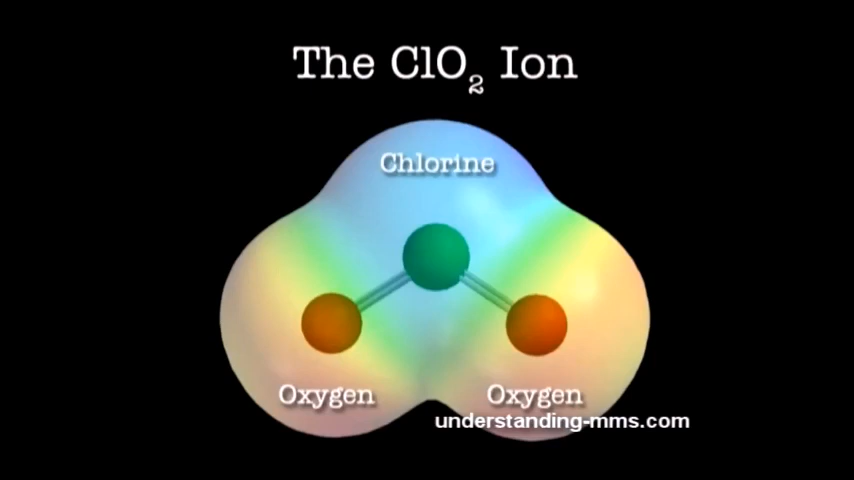 The ClO₂ Ion
Chlorine
Oxygen
Oxygen
understanding-mms.com